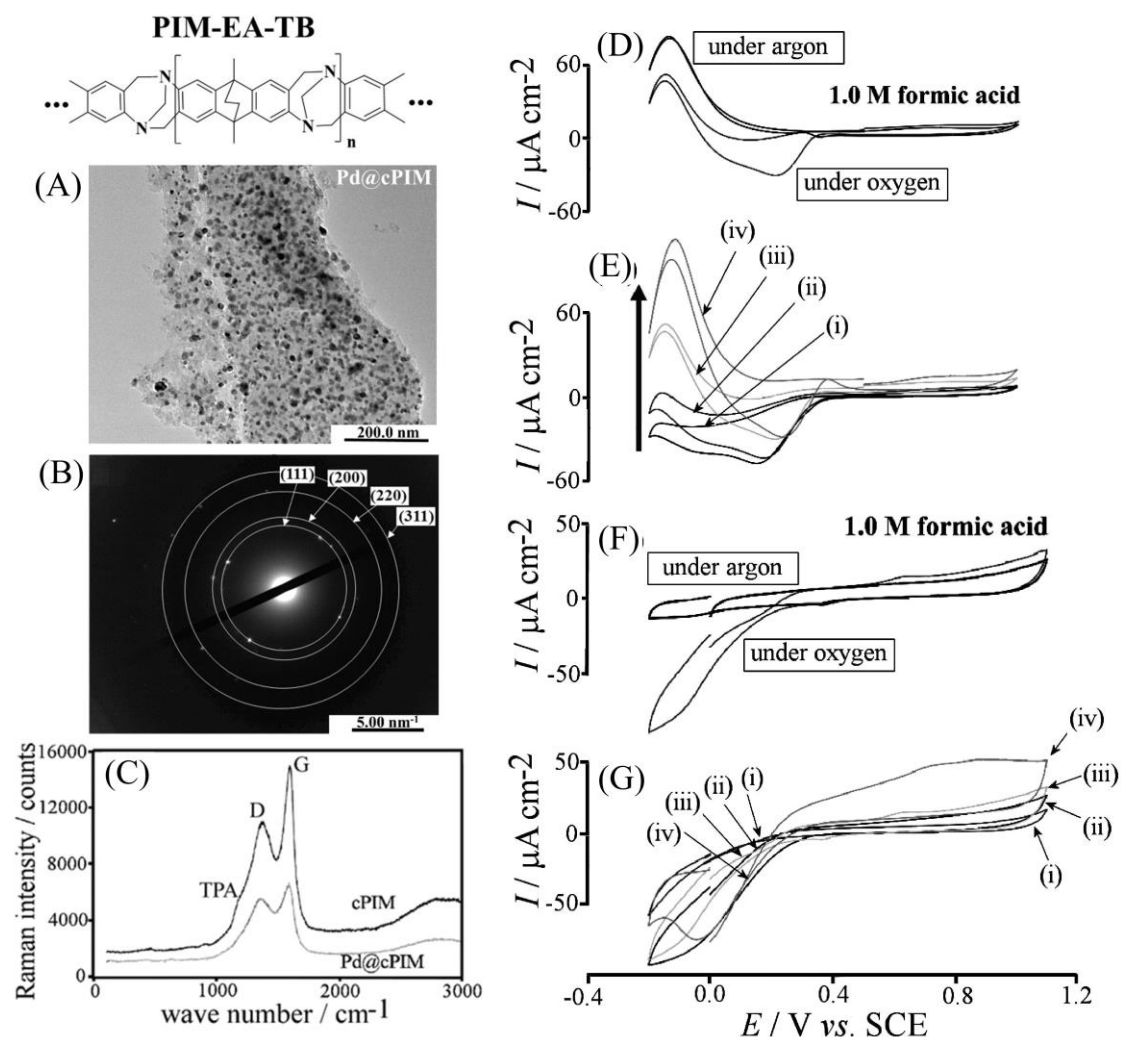 PIM-EA-TB
N
N
N
N
n
•••
•••
(A)
Pd@cPIM
200.0 nm
(B)
(111)
(200)
(220)
(311)
5.00 nm-1
(C)
Raman intensity / counts
16000
12000
8000
4000
0
TPA
D
G
cPIM
Pd@cPIM
0
1000
2000
3000
wave number / cm-1
(D)
under argon
1.0 M formic acid
under oxygen
I / µA cm-2
60
0
-60
(E)
(iv)
(iii)
(ii)
(i)
I / µA cm-2
60
0
-60
(F)
1.0 M formic acid
under argon
under oxygen
I / µA cm-2
50
0
-50
(G)
(iv)
(iii)
(ii)
(i)
(iv)
(iii)
(ii)
(i)
I / µA cm-2
50
0
-50
-0.4
0.0
0.4
0.8
1.2
E / V vs. SCE